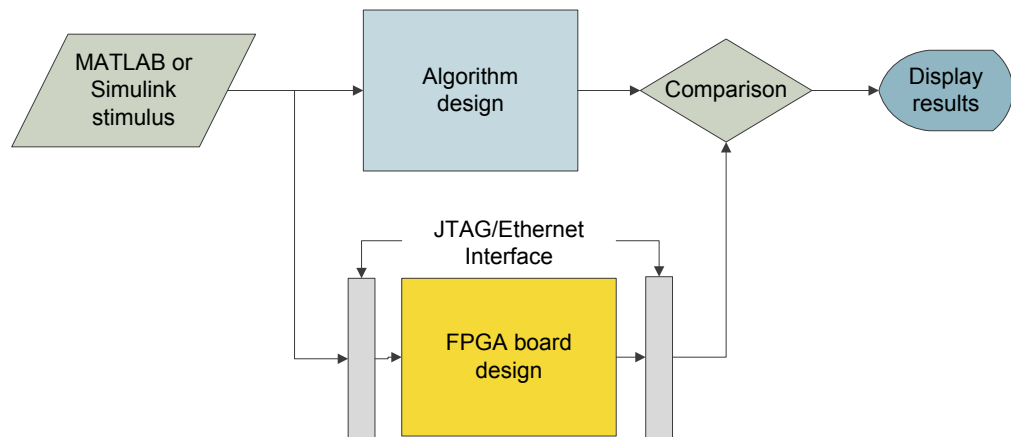 MATLAB or
Simulink
stimulus
Algorithm
design
Comparison
Display
results
JTAG/Ethernet
Interface
FPGA board
design